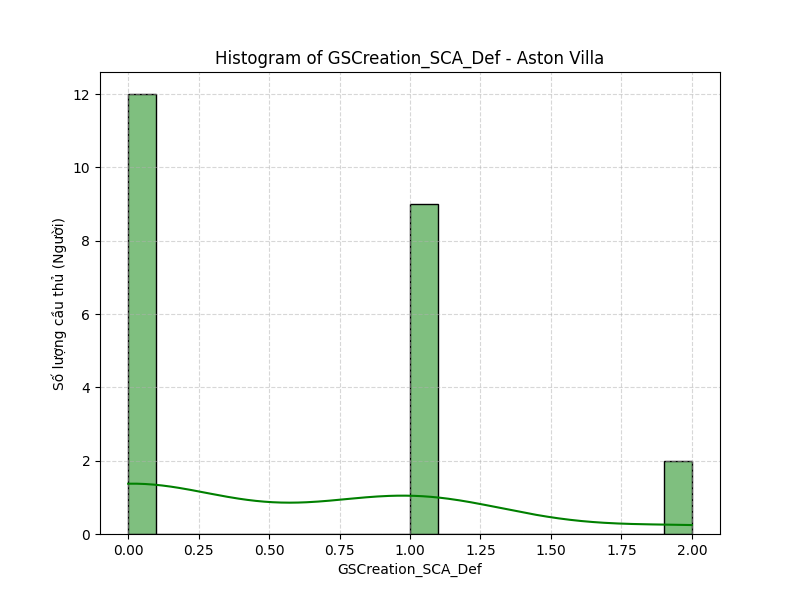 Histogram of GSCreation_SCA_Def - Aston Villa
Số lượng cầu thủ (Người)
12
10
8
6
4
2
0
0.00 0.25 0.50 0.75 1.00 1.25 1.50 1.75 2.00
GSCreation_SCA_Def